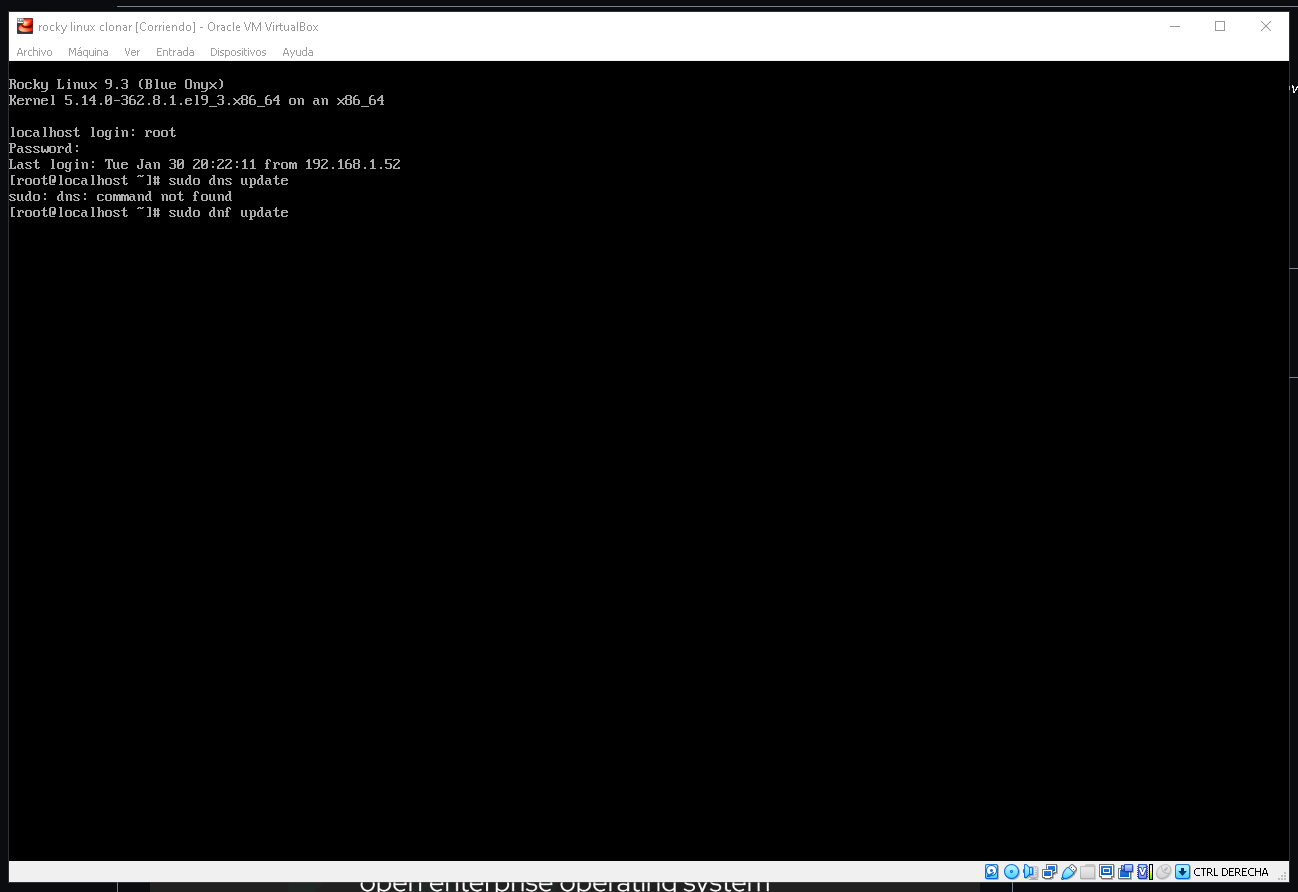 rocky linux clonar [Corriendo] - Oracle VM VirtualBox
Archivo Máquina Ver Entrada Dispositivos Ayuda
Rocky Linux 9.3 (Blue Onyx)
Kernel 5.14.0-362.8.1.el9_3.x86_64 on an x86_64
localhost login: root
Password:
Last login: Tue Jan 30 20:22:11 from 192.168.1.52
[root@localhost ~]# sudo dns update
sudo: dns: command not found
[root@localhost ~]# sudo dnf update
CTRL DERECHA
open enterprise operating system